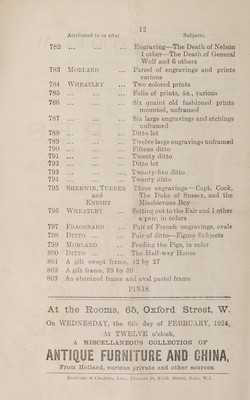 12
Attributed to or after Subjects.
782 ... ... ... Engraving—The Death of Nelson
1 other—The Death of General
Wolf and 6 others
783 MORLAND ... Parcel of engravings and prints
various
784 WHEATLEY ... Two colored prints
785 ... ... ... Folio of prints, &c., various
786 ... ... ... Six quaint old fashioned prints
mounted, unframed
787 ... ... ... Six large engravings and etchings
unframed
788 ... ... ... Ditto lot
789 ... ... ... Twelve large engravings unframed
790 ... ... ... Fifteen ditto
791 ... ... ... Twenty ditto
792 ... ... ... Ditto lot
793 ... ... ... Twenty-five ditto
794 ... ... ... Twenty ditto
795 SHERWIN, TURNER Three engravings—Capt. Cook,
and The Duke of Sussex, and the
KNIGHT Mischievous Boy
796 WHEATLEY ... Setting out to the Fair and 1 other
a pair, in colors
797 FRAGONARD ... Pair of French engravings, ovals
798 DITTO ... ... Pair of ditto—Figure Subjects
799 MORLAND ... Feeding the Pigs, in color
800 DITTO ... ... The Half-way House
801 A gilt swept frame, 42 by 27
802 A gilt frame, 39 by 30
803 An ebonized frame and oval pastel frame
FINIS.
At the Rooms, 65, Oxford Street, W.
On WEDNESDAY, the 6th day of FEBRUARY, 1924,
At TWELVE o'clock,
A MISCELLANEOUS COLLECTION OF
ANTIQUE FURNITURE AND CHINA,
From Holland, various private and other sources.